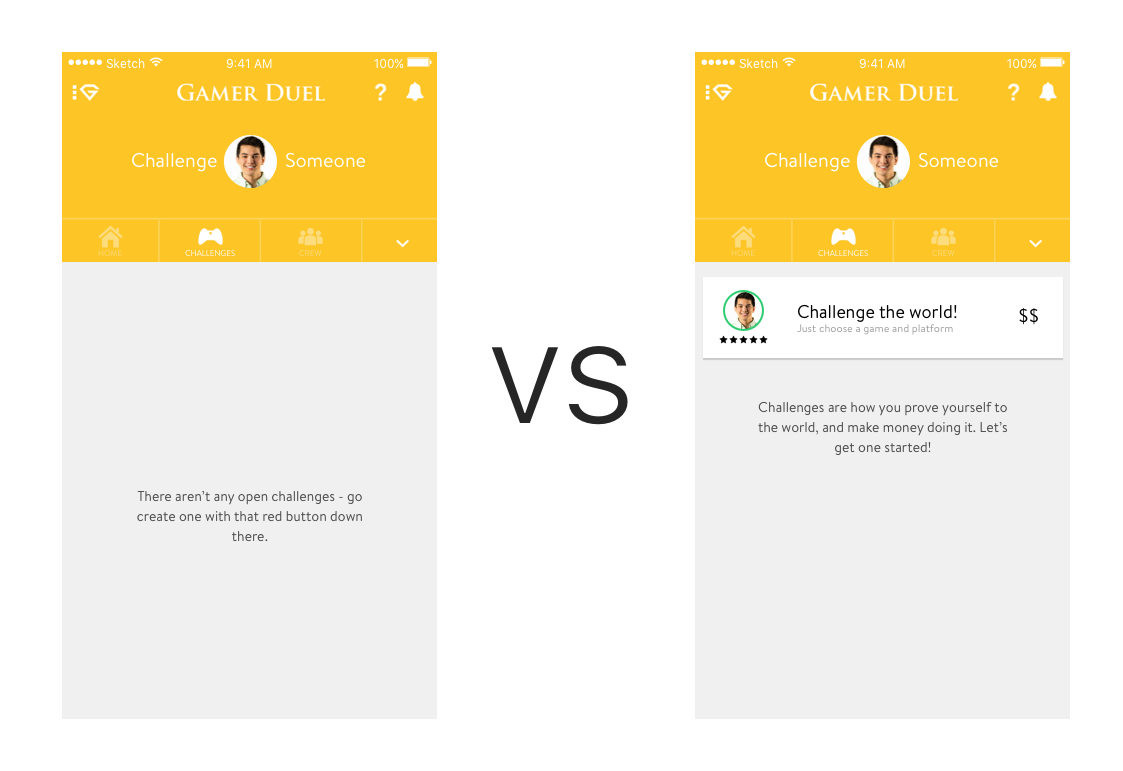 Sketch 9:41 AM 100%
GAMER DUEL ?
Challenge Someone
HOME CHALLENGES CREW
There aren’t any open challenges - go
create one with that red button down
there.
VS
Sketch 9:41 AM 100%
GAMER DUEL ?
Challenge Someone
HOME CHALLENGES CREW
Challenge the world! $$
Just choose a game and platform
Challenges are how you prove yourself to
the world, and make money doing it. Let’s
get one started!